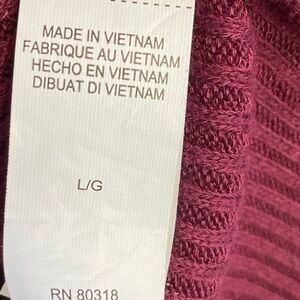 MADE IN VIETNAM
FABRIQUE AU VIETNAM
HECHO EN VIETNAM
DIBUAT DI VIETNAM
L/G
RN 80318